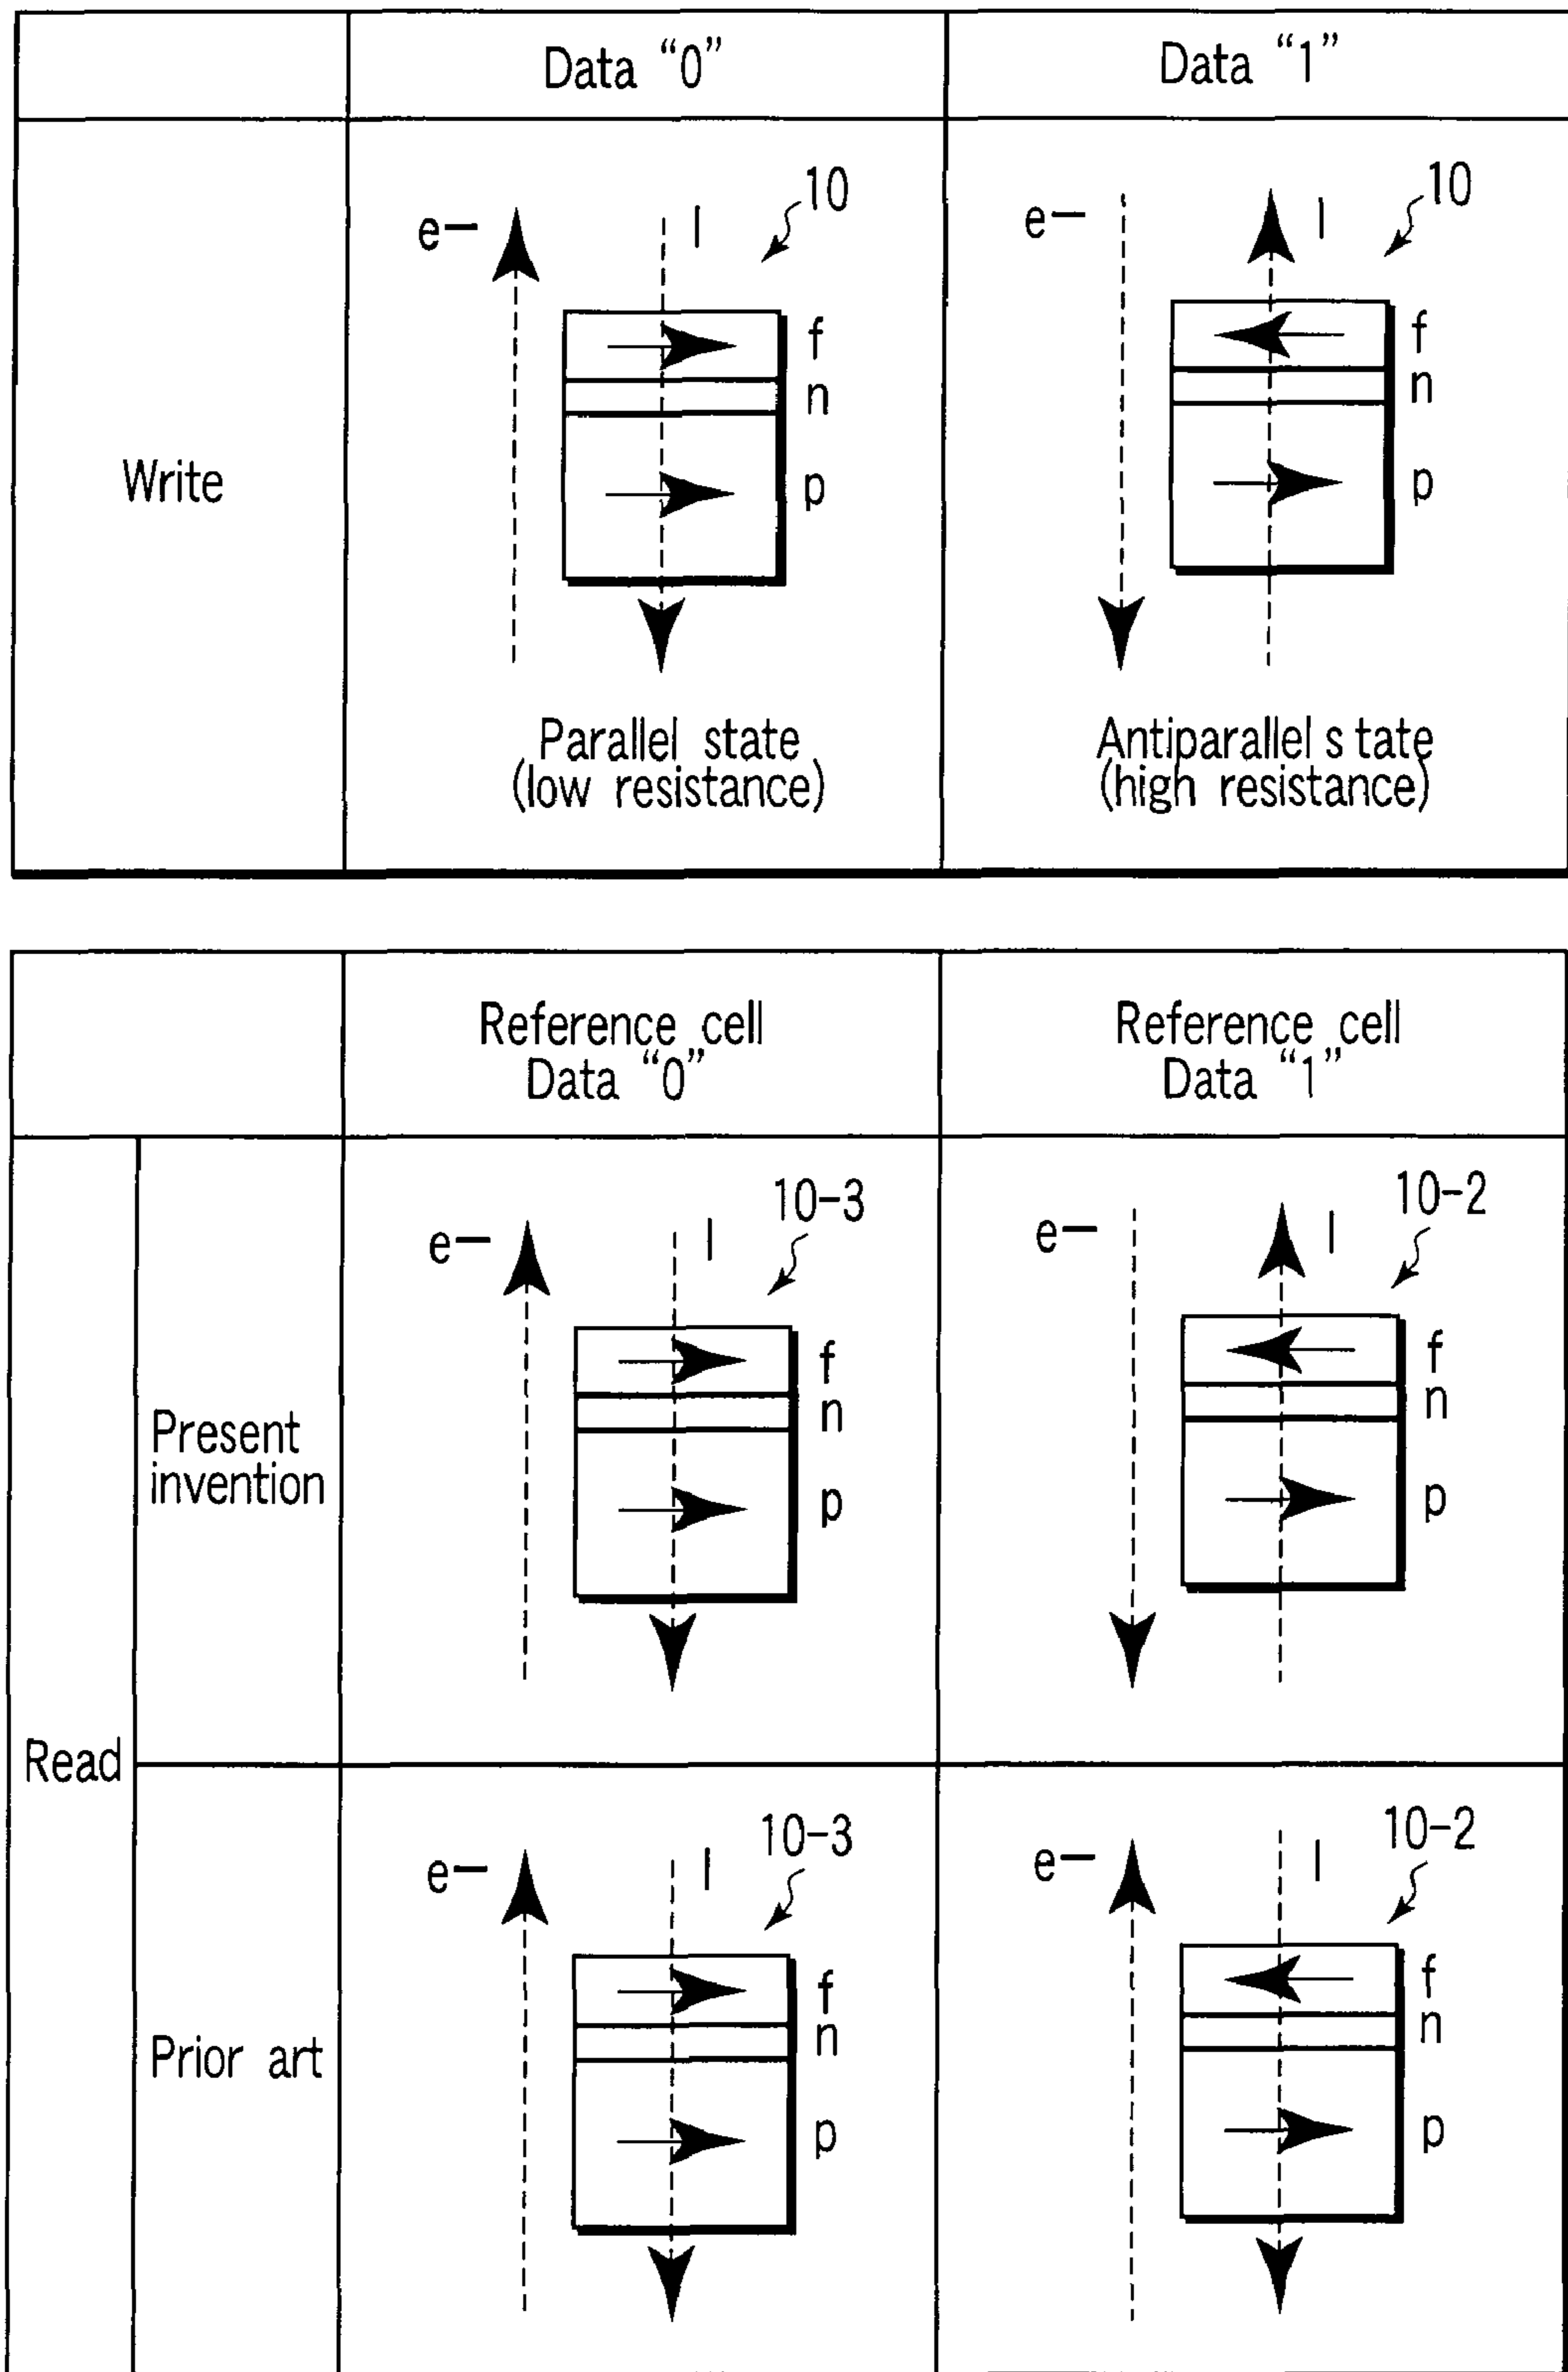 Data “0”
Data “1”
Write
e−
I
10
f
n
p
Parallel state
(low resistance)
e−
I
10
f
n
p
Antiparallel state
(high resistance)
Reference cell
Data “0”
Reference cell
Data “1”
Read
Present
invention
e−
I
10-3
f
n
p
e−
I
10-2
f
n
p
Prior art
e−
I
10-3
f
n
p
e−
I
10-2
f
n
p